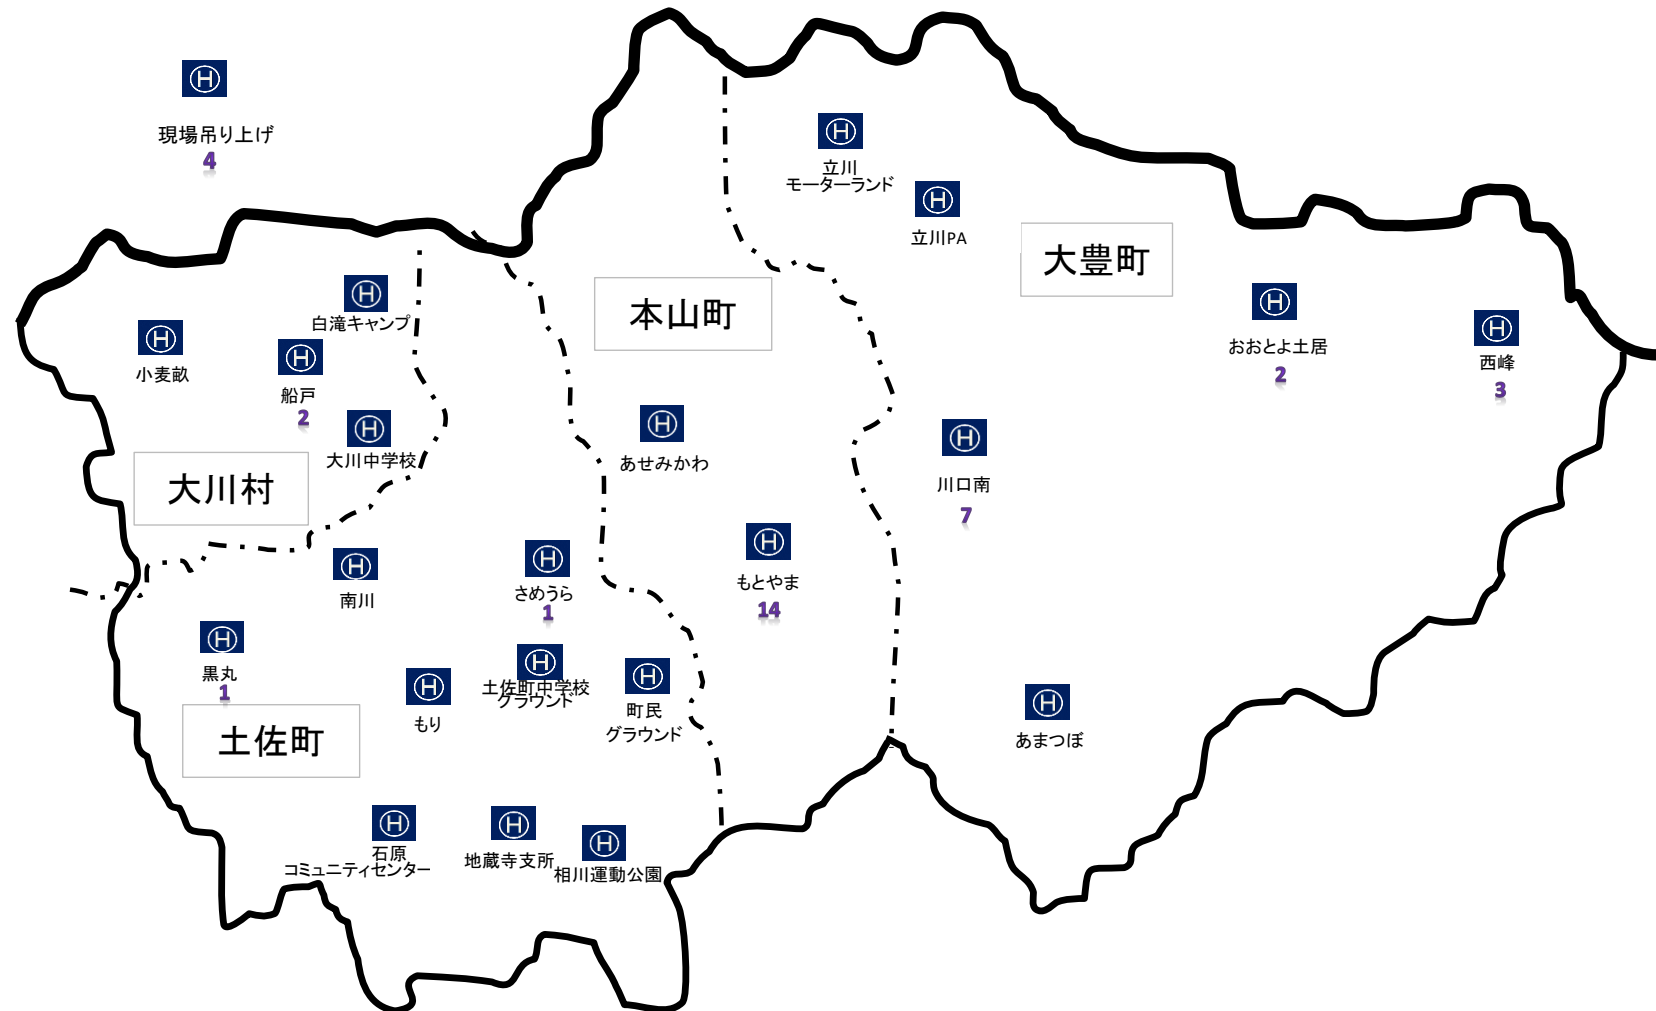 H
現場吊り上げ
4
H
立川
モーターランド
H
立川PA
大豊町
H
白滝キャンプ
本山町
H
おおとよ土居
2
H
西峰
3
H
小麦畝
H
船戸
2
H
大川中学校
H
あせみかわ
H
川口南
7
大川村
H
南川
H
さめうら
1
H
もとやま
14
H
黒丸
1
H
もり
H
土佐町中学校
グラウンド
H
町民
グラウンド
H
あまつぼ
土佐町
H
石原
コミュニティセンター
H
地蔵寺支所
H
相川運動公園